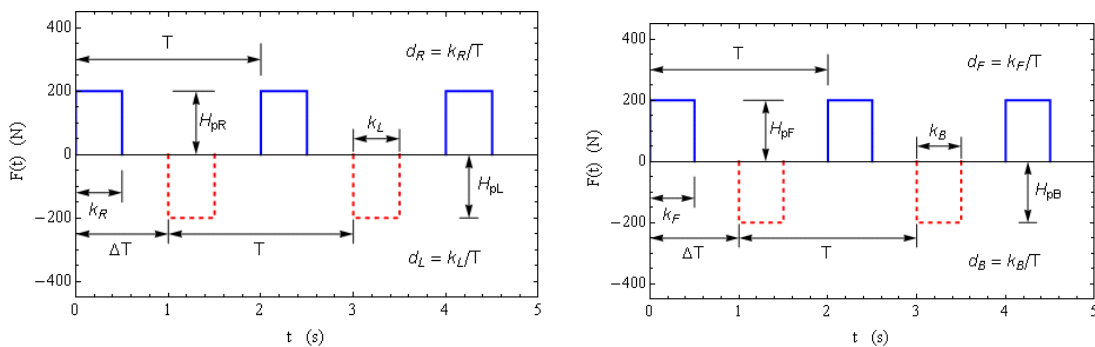 400
200
0
−200
−400
F(t) (N)
T
d_R = k_R/T
H_pR
k_L
H_pL
k_R
ΔT
T
d_L = k_L/T
0 1 2 3 4 5
t (s)
400
200
0
−200
−400
F(t) (N)
T
d_F = k_F/T
H_pF
k_B
H_pB
k_F
ΔT
T
d_B = k_B/T
0 1 2 3 4 5
t (s)